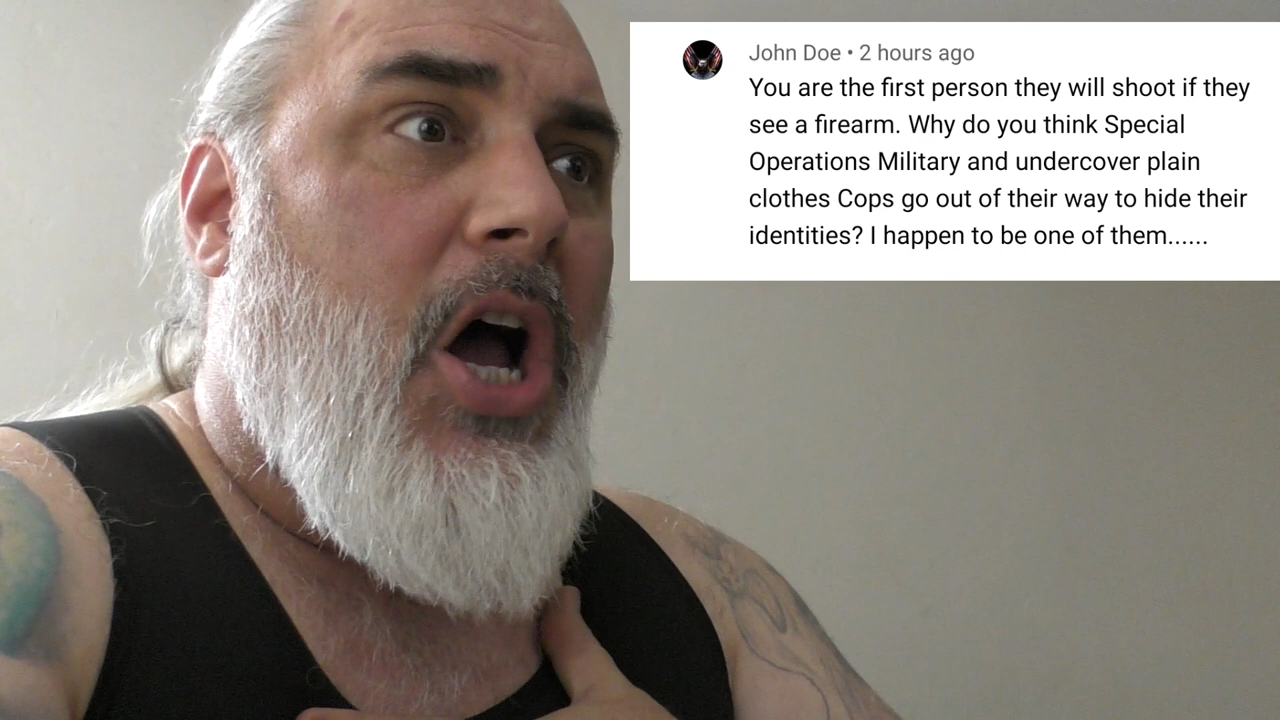 John Doe • 2 hours ago
You are the first person they will shoot if they
see a firearm. Why do you think Special
Operations Military and undercover plain
clothes Cops go out of their way to hide their
identities? I happen to be one of them......